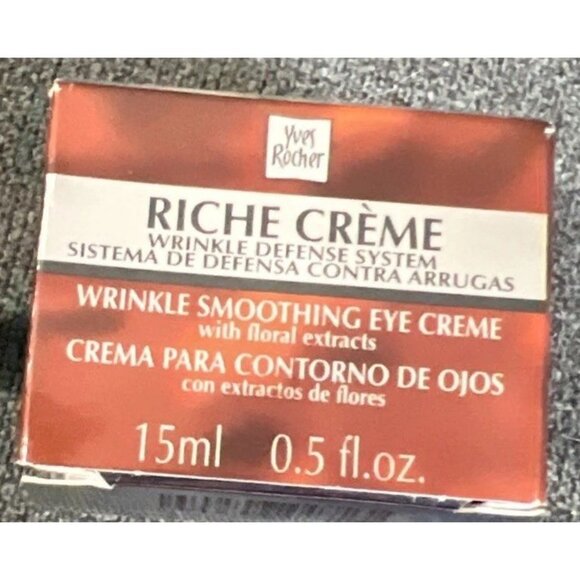 Yves
Rocher
RICHE CRÈME
WRINKLE DEFENSE SYSTEM
SISTEMA DE DEFENSA CONTRA ARRUGAS
WRINKLE SMOOTHING EYE CREME
with floral extracts
CREMA PARA CONTORNO DE OJOS
con extractos de flores
15ml 0.5 fl.oz.